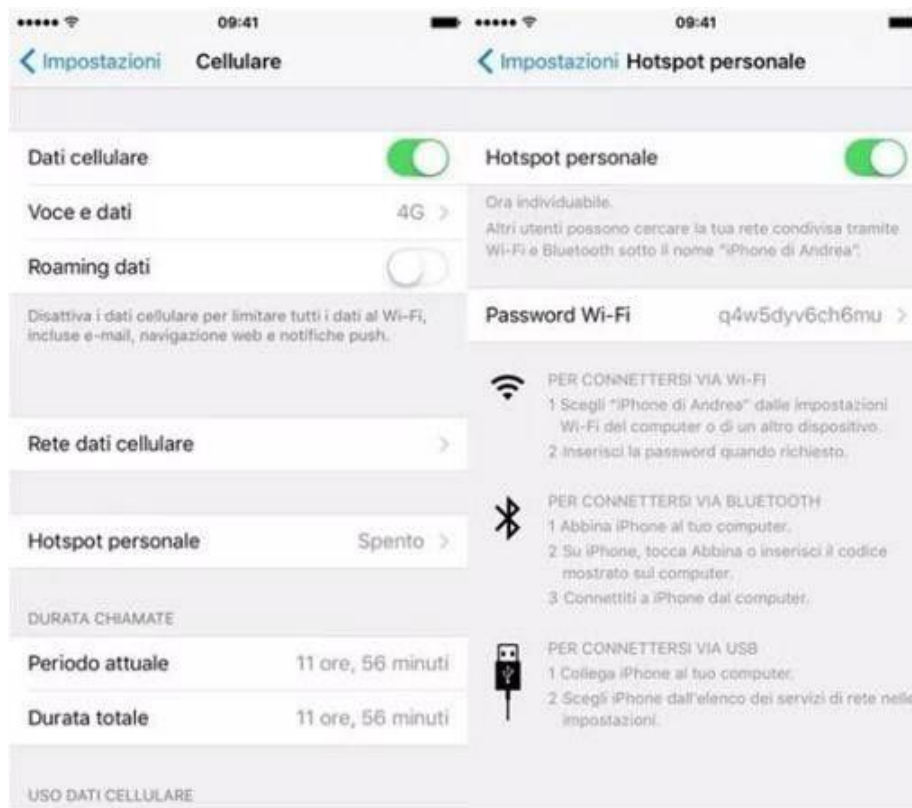 09:41
Impostazioni Cellulare
Dati cellulare
Voce e dati 4G
Roaming dati
Disattiva i dati cellulare per limitare tutti i dati al Wi-Fi,
incluse e-mail, navigazione web e notifiche push.
Rete dati cellulare
Hotspot personale Spento
DURATA CHIAMATE
Periodo attuale 11 ore, 56 minuti
Durata totale 11 ore, 56 minuti
USO DATI CELLULARE
09:41
Impostazioni Hotspot personale
Hotspot personale
Ora individuabile.
Altri utenti possono cercare la tua rete condivisa tramite
Wi-Fi e Bluetooth sotto il nome "iPhone di Andrea".
Password Wi-Fi q4w5dyv6ch6mu
PER CONNETTERSI VIA WI-FI
1 Scegli "iPhone di Andrea" dalle impostazioni
Wi-Fi del computer o di un altro dispositivo.
2 Inserisci la password quando richiesto.
PER CONNETTERSI VIA BLUETOOTH
1 Abbina iPhone al tuo computer.
2 Su iPhone, tocca Abbina o inserisci il codice
mostrato sul computer.
3 Connettiti a iPhone dal computer.
PER CONNETTERSI VIA USB
1 Collega iPhone al tuo computer.
2 Scegli iPhone dall'elenco dei servizi di rete nelle
impostazioni.